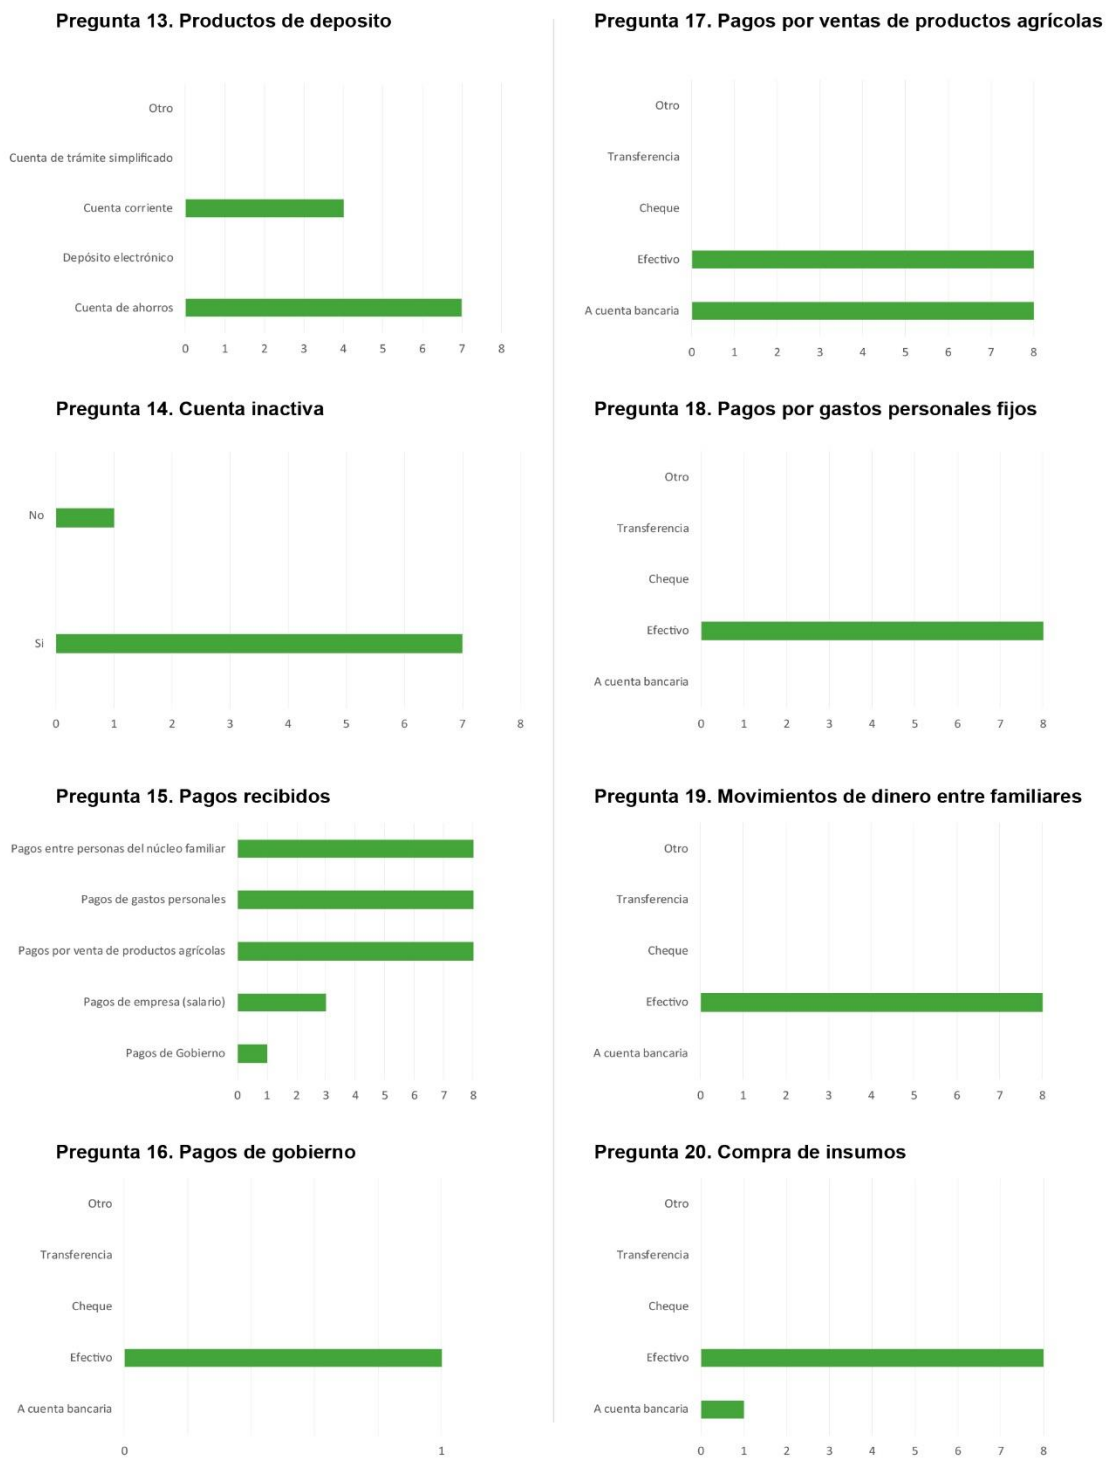 Pregunta 13. Productos de deposito
Otro
Cuenta de trámite simplificado
Cuenta corriente
Depósito electrónico
Cuenta de ahorros
0 1 2 3 4 5 6 7 8
Pregunta 14. Cuenta inactiva
No
Si
0 1 2 3 4 5 6 7 8
Pregunta 15. Pagos recibidos
Pagos entre personas del núcleo familiar
Pagos de gastos personales
Pagos por venta de productos agrícolas
Pagos de empresa (salario)
Pagos de Gobierno
0 1 2 3 4 5 6 7 8
Pregunta 16. Pagos de gobierno
Otro
Transferencia
Cheque
Efectivo
A cuenta bancaria
0 1
Pregunta 17. Pagos por ventas de productos agrícolas
Otro
Transferencia
Cheque
Efectivo
A cuenta bancaria
0 1 2 3 4 5 6 7 8
Pregunta 18. Pagos por gastos personales fijos
Otro
Transferencia
Cheque
Efectivo
A cuenta bancaria
0 1 2 3 4 5 6 7 8
Pregunta 19. Movimientos de dinero entre familiares
Otro
Transferencia
Cheque
Efectivo
A cuenta bancaria
0 1 2 3 4 5 6 7 8
Pregunta 20. Compra de insumos
Otro
Transferencia
Cheque
Efectivo
A cuenta bancaria
0 1 2 3 4 5 6 7 8